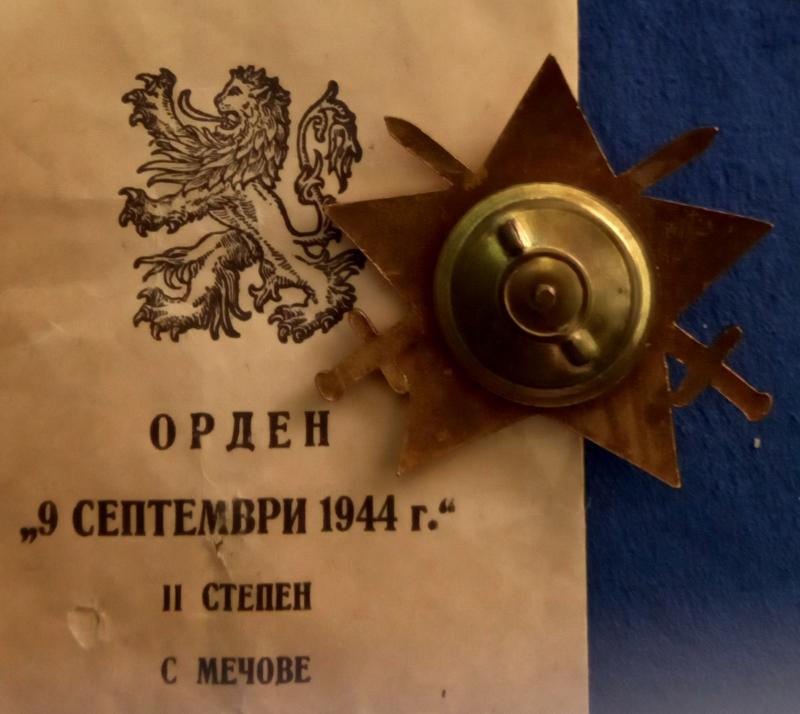 ОРДЕН
„9 СЕПТЕМВРИ 1944 г.“
II СТЕПЕН
С МЕЧОВЕ